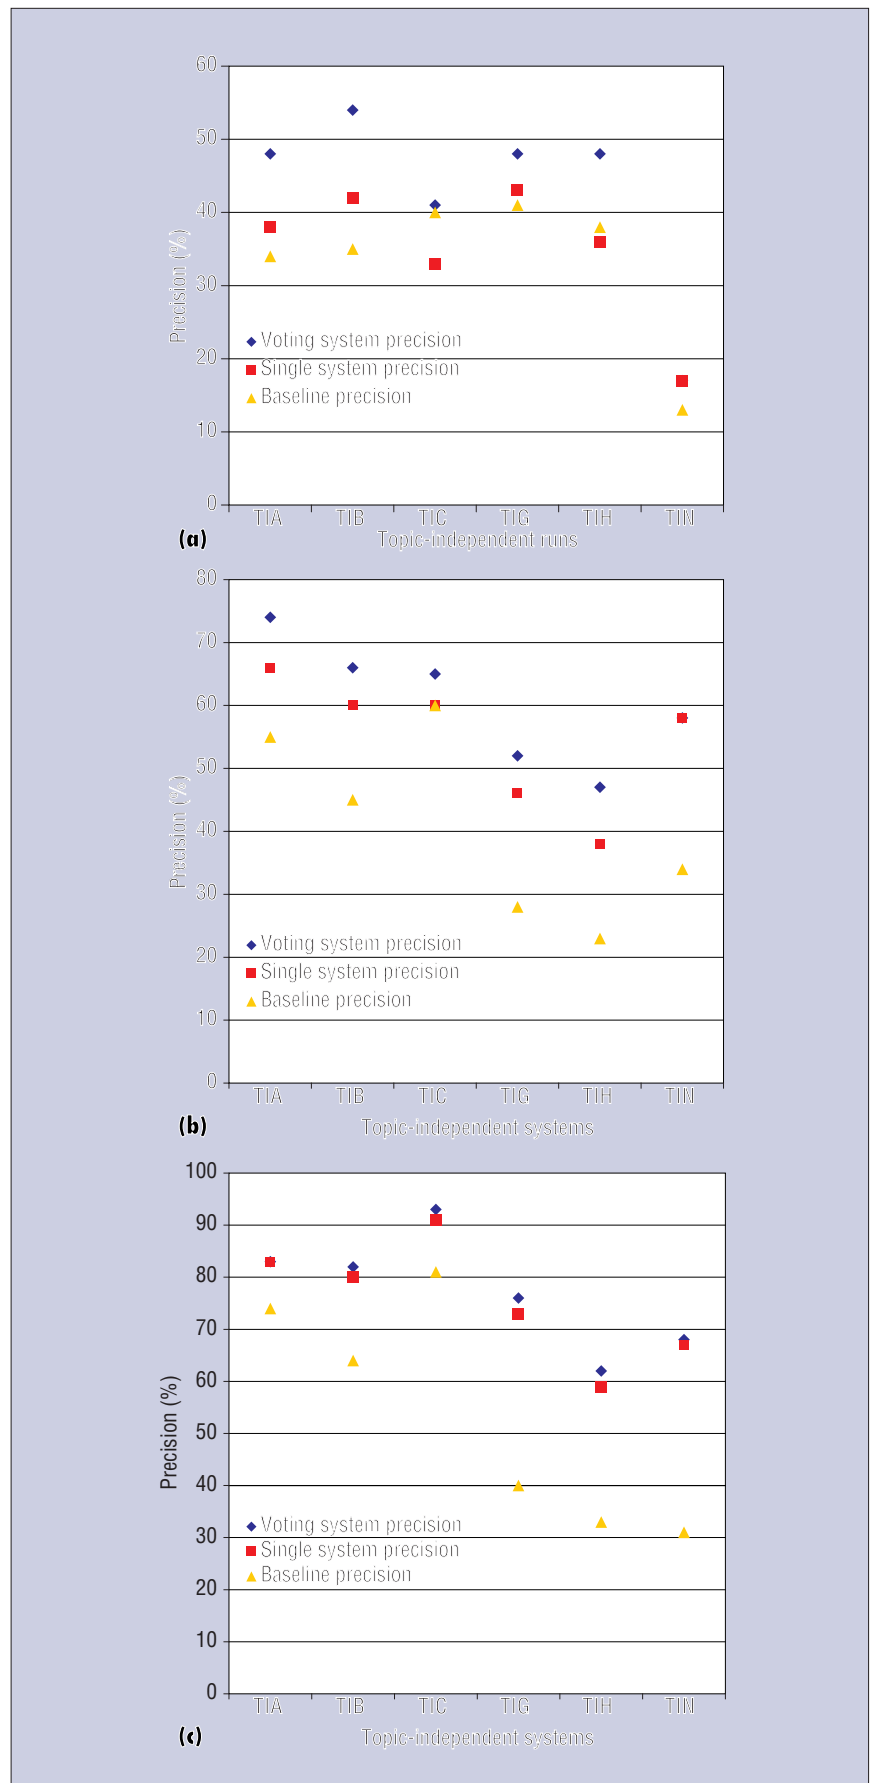 60
50
40
30
20
10
0
Precision (%)
Voting system precision
Single system precision
Baseline precision
TIA TIB TIC TIG TIH TIN
(a) Topic-independent runs
80
70
60
50
40
30
20
10
0
Precision (%)
Voting system precision
Single system precision
Baseline precision
TIA TIB TIC TIG TIH TIN
(b) Topic-independent systems
100
90
80
70
60
50
40
30
20
10
0
Precision (%)
Voting system precision
Single system precision
Baseline precision
TIA TIB TIC TIG TIH TIN
(c) Topic-independent systems